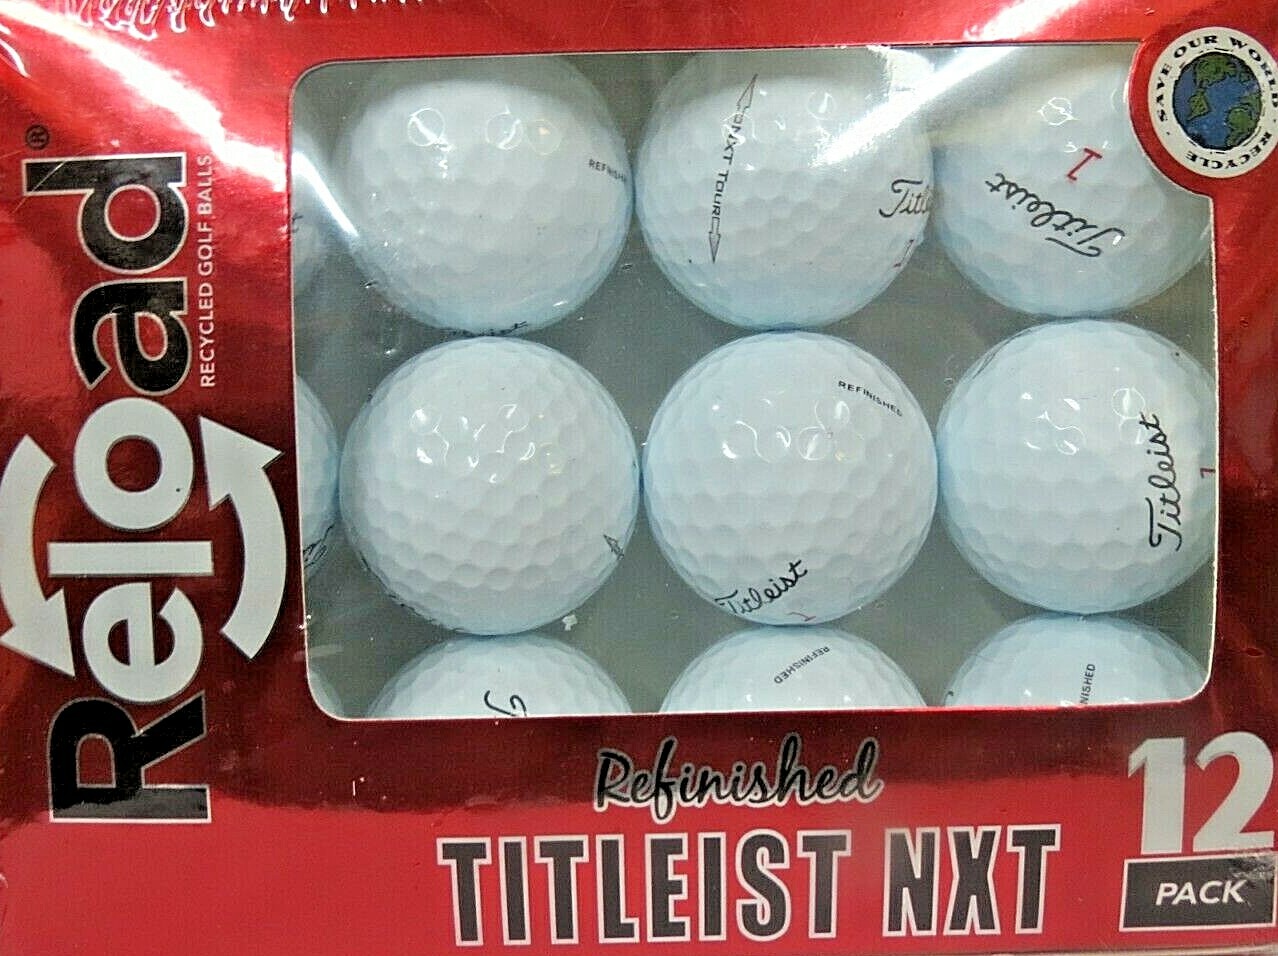 Reload®
RECYCLED GOLF BALLS
SAVE OUR WORLD · RECYCLE ·
REFINISHED
NXT TOUR
Titleist
1
Titleist
1
REFINISHED
Titleist
1
Titleist
1
REFINISHED
Refinished
TITLEIST NXT
12
PACK